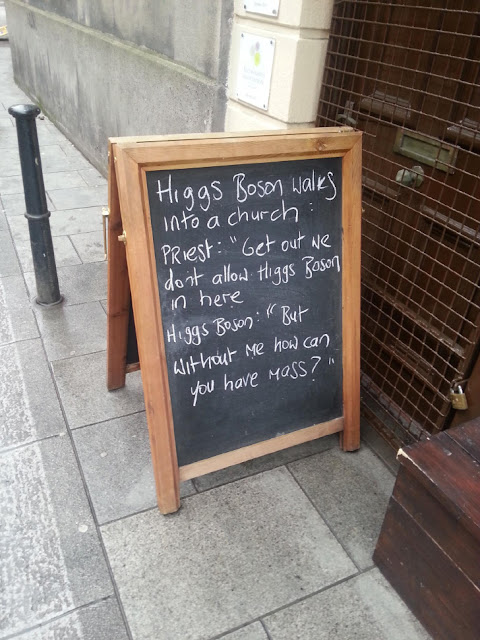 Higgs Boson walks
into a church :
Priest: "Get out we
don't allow Higgs Boson
in here
Higgs Boson: "But
without me how can
you have mass? "